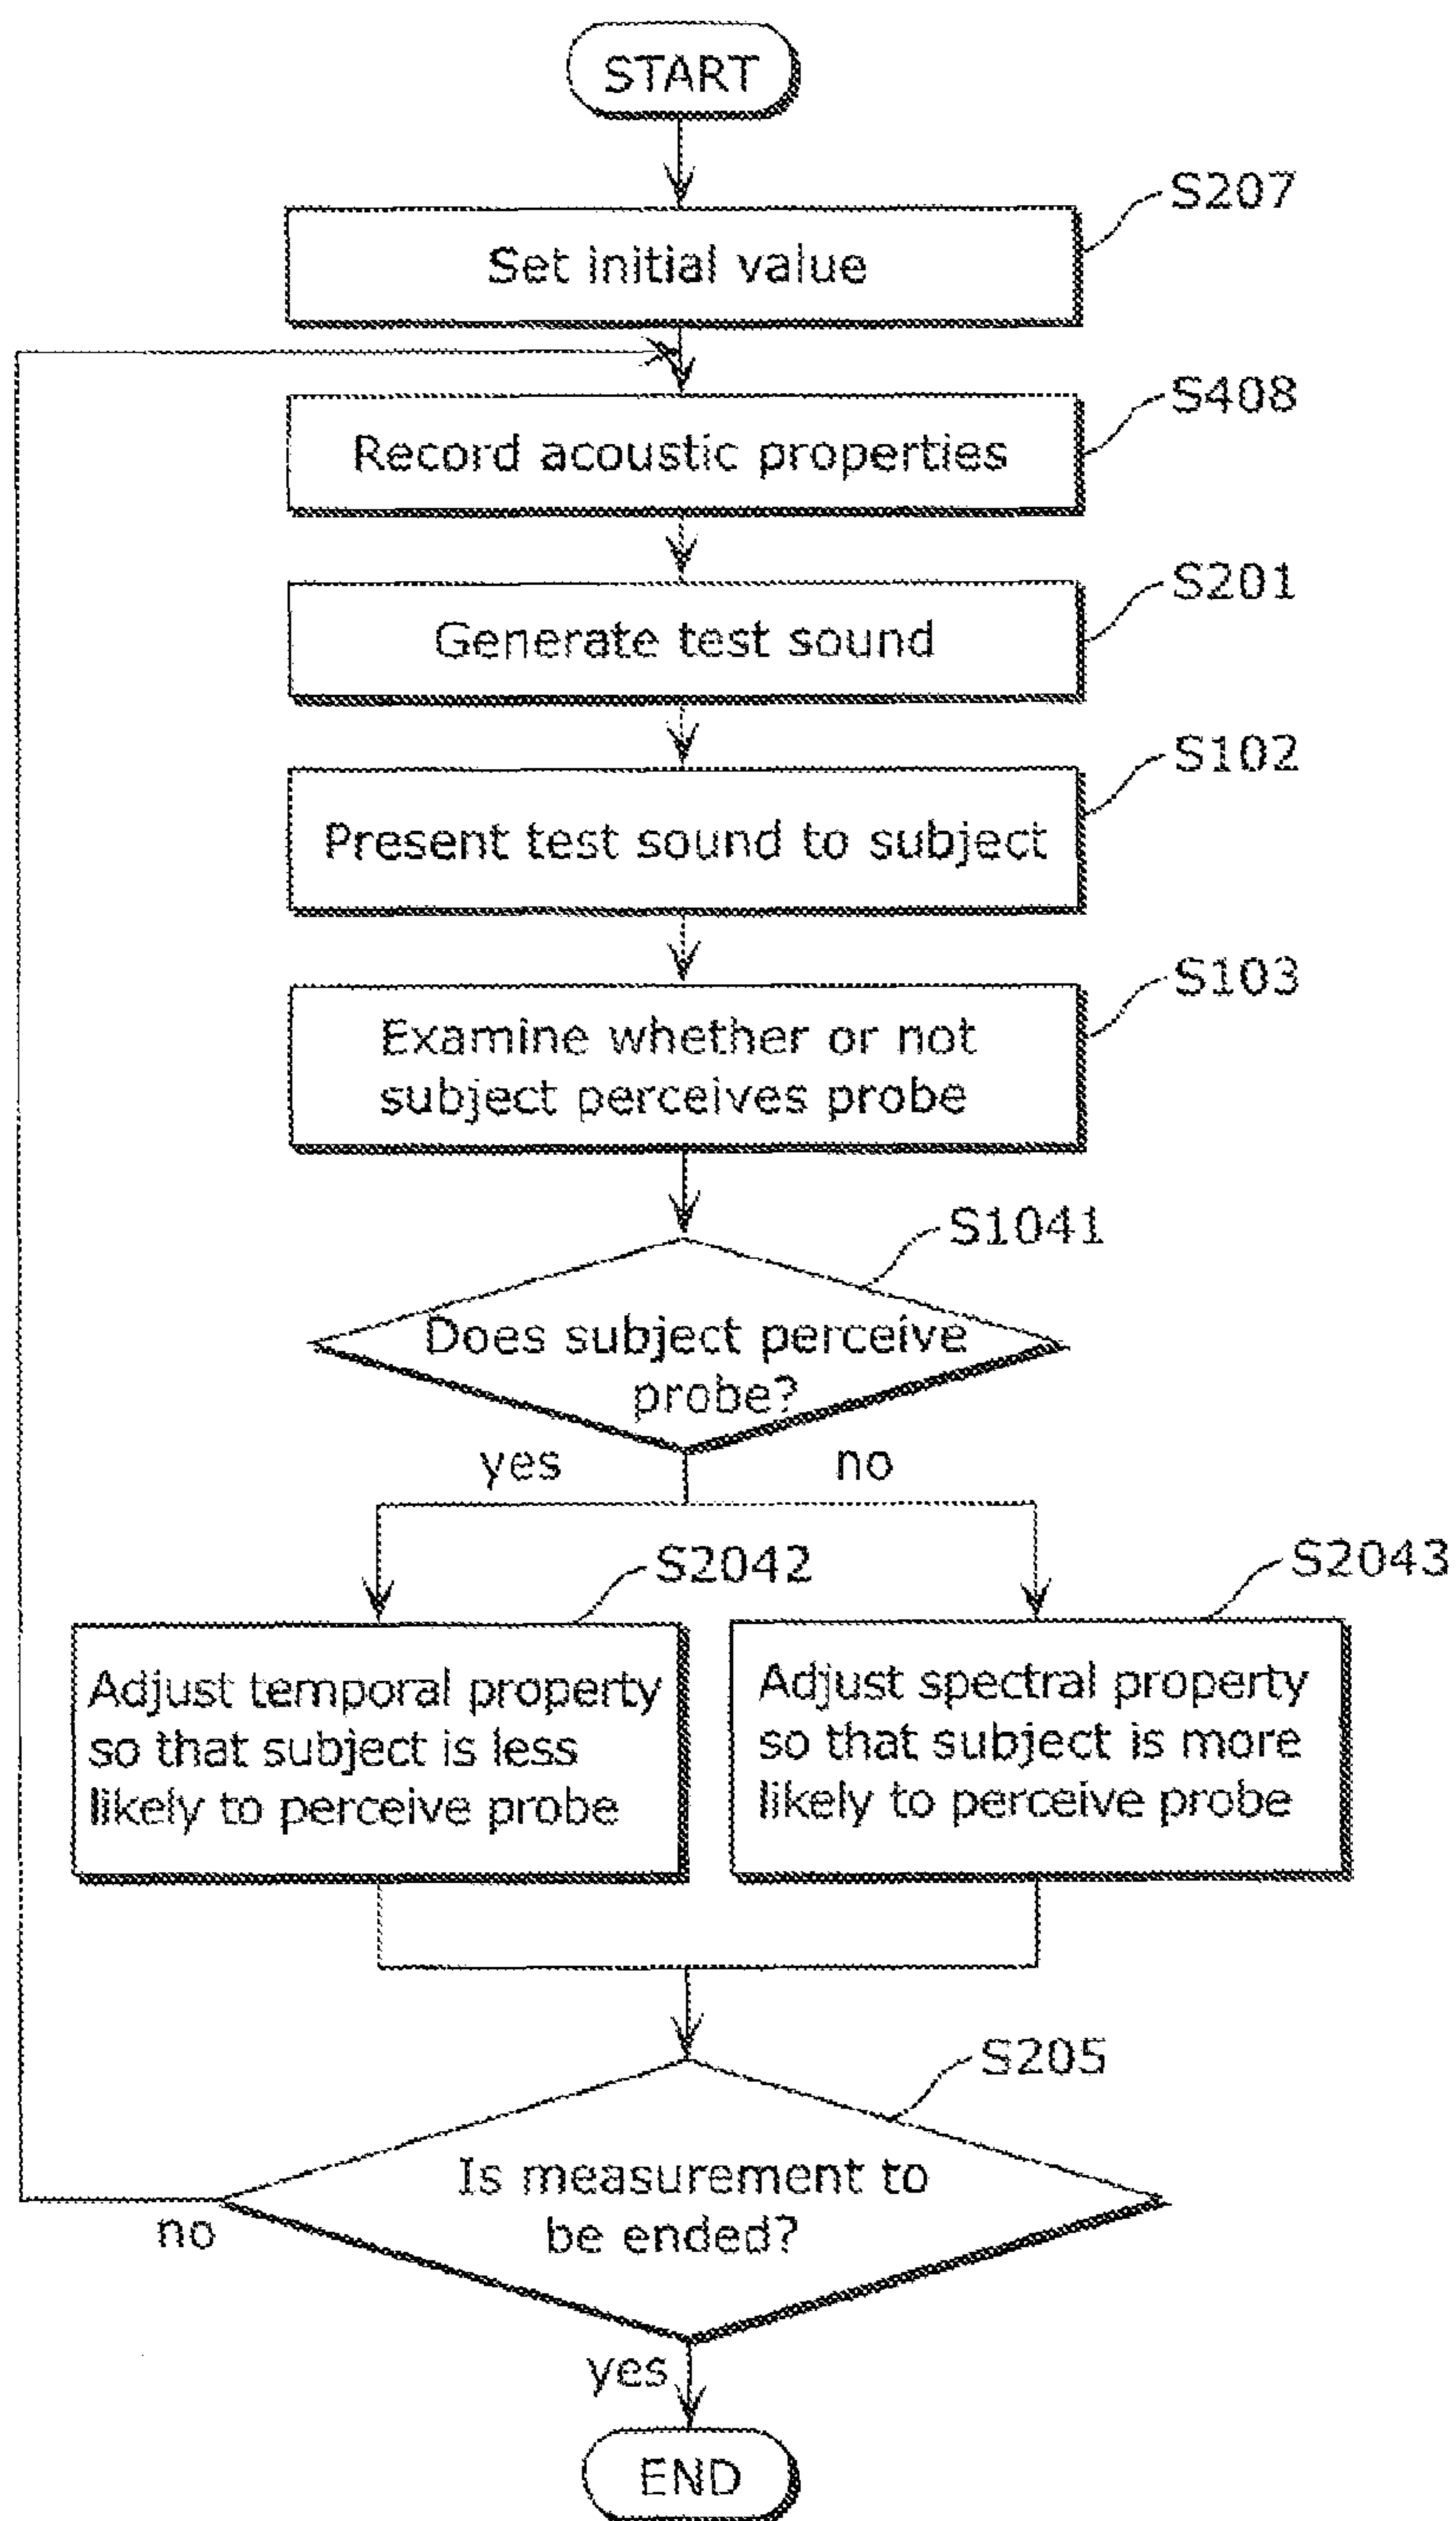 START
S207
Set initial value
S408
Record acoustic properties
S201
Generate test sound
S102
Present test sound to subject
S103
Examine whether or not
subject perceives probe
S1041
Does subject perceive
probe?
yes
no
S2042
S2043
Adjust temporal property
so that subject is less
likely to perceive probe
Adjust spectral property
so that subject is more
likely to perceive probe
S205
Is measurement to
be ended?
no
yes
END